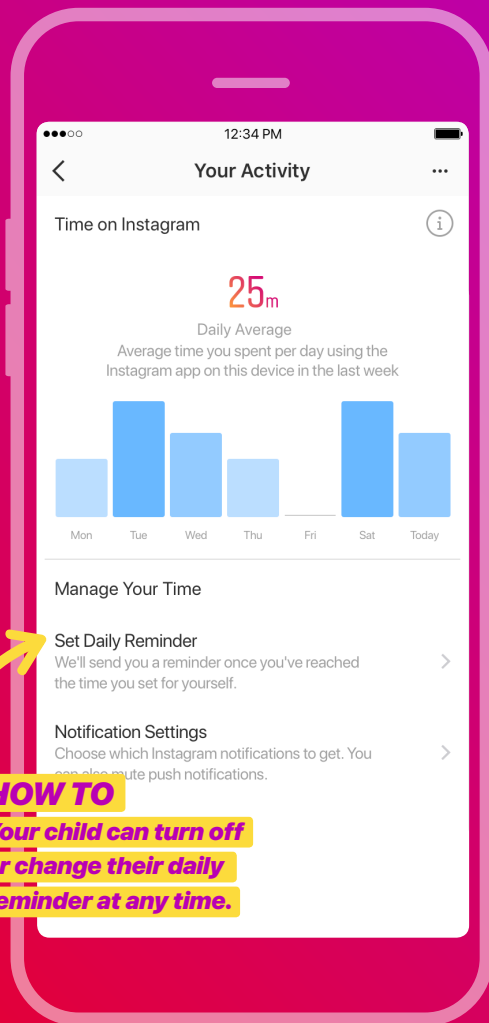 12:34 PM
Your Activity
Time on Instagram
i
25m
Daily Average
Average time you spent per day using the
Instagram app on this device in the last week
Mon Tue Wed Thu Fri Sat Today
Manage Your Time
Set Daily Reminder
We'll send you a reminder once you've reached
the time you set for yourself.
Notification Settings
Choose which Instagram notifications to get. You
can also mute push notifications.
HOW TO
Your child can turn off
or change their daily
reminder at any time.